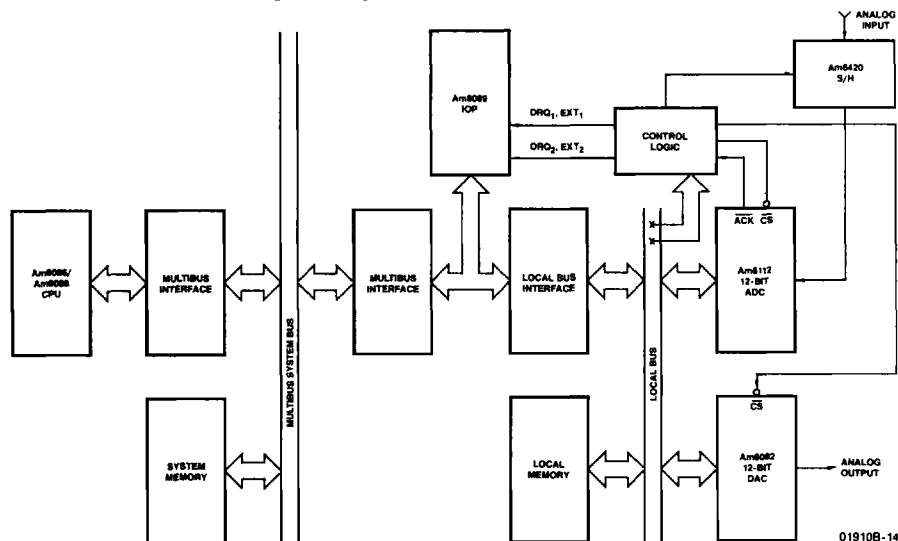 ANALOG
INPUT
Am6420
S/H
Am8089
IOP
DRQ1, EXT1
DRQ2, EXT2
CONTROL
LOGIC
ACK CS
Am8086/
Am8088
CPU
MULTIBUS
INTERFACE
MULTIBUS SYSTEM BUS
MULTIBUS
INTERFACE
LOCAL BUS
INTERFACE
LOCAL BUS
Am6112
12-BIT
ADC
CS
SYSTEM
MEMORY
LOCAL
MEMORY
Am6082
12-BIT
DAC
ANALOG
OUTPUT
01910B-14